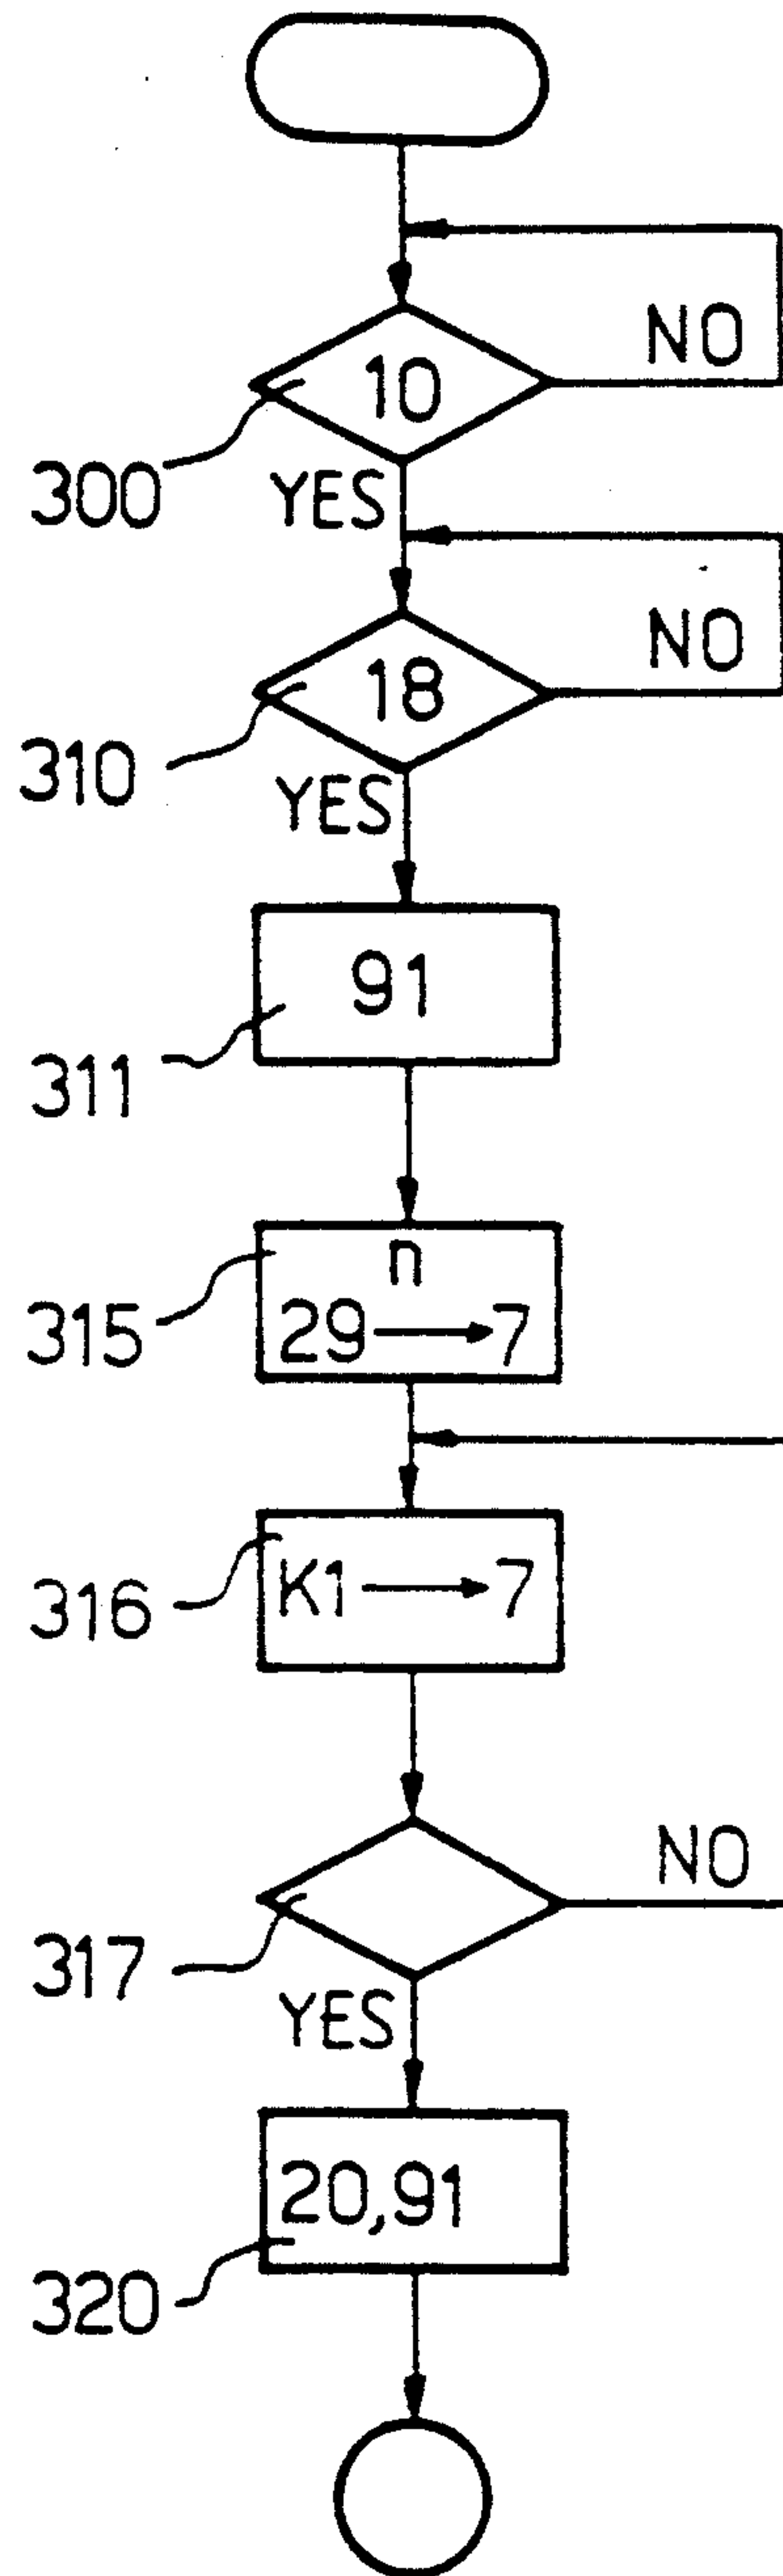 NO
10
300
YES
NO
18
310
YES
91
311
n
315
29 → 7
316
K1 → 7
NO
317
YES
20,91
320